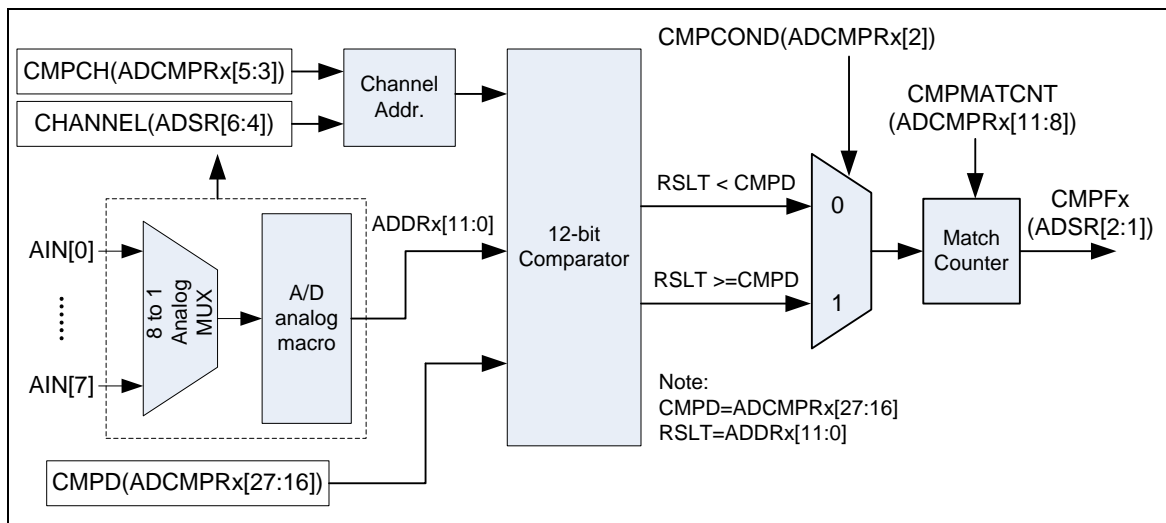 CMPCH(ADCMPRx[5:3])
CHANNEL(ADSR[6:4])
Channel
Addr.
AIN[0]
AIN[7]
8 to 1
Analog
MUX
A/D
analog
macro
ADDRx[11:0]
CMPD(ADCMPRx[27:16])
12-bit
Comparator
CMPCOND(ADCMPRx[2])
RSLT < CMPD
RSLT >=CMPD
0
1
CMPMATCNT
(ADCMPRx[11:8])
Match
Counter
CMPFx
(ADSR[2:1])
Note:
CMPD=ADCMPRx[27:16]
RSLT=ADDRx[11:0]